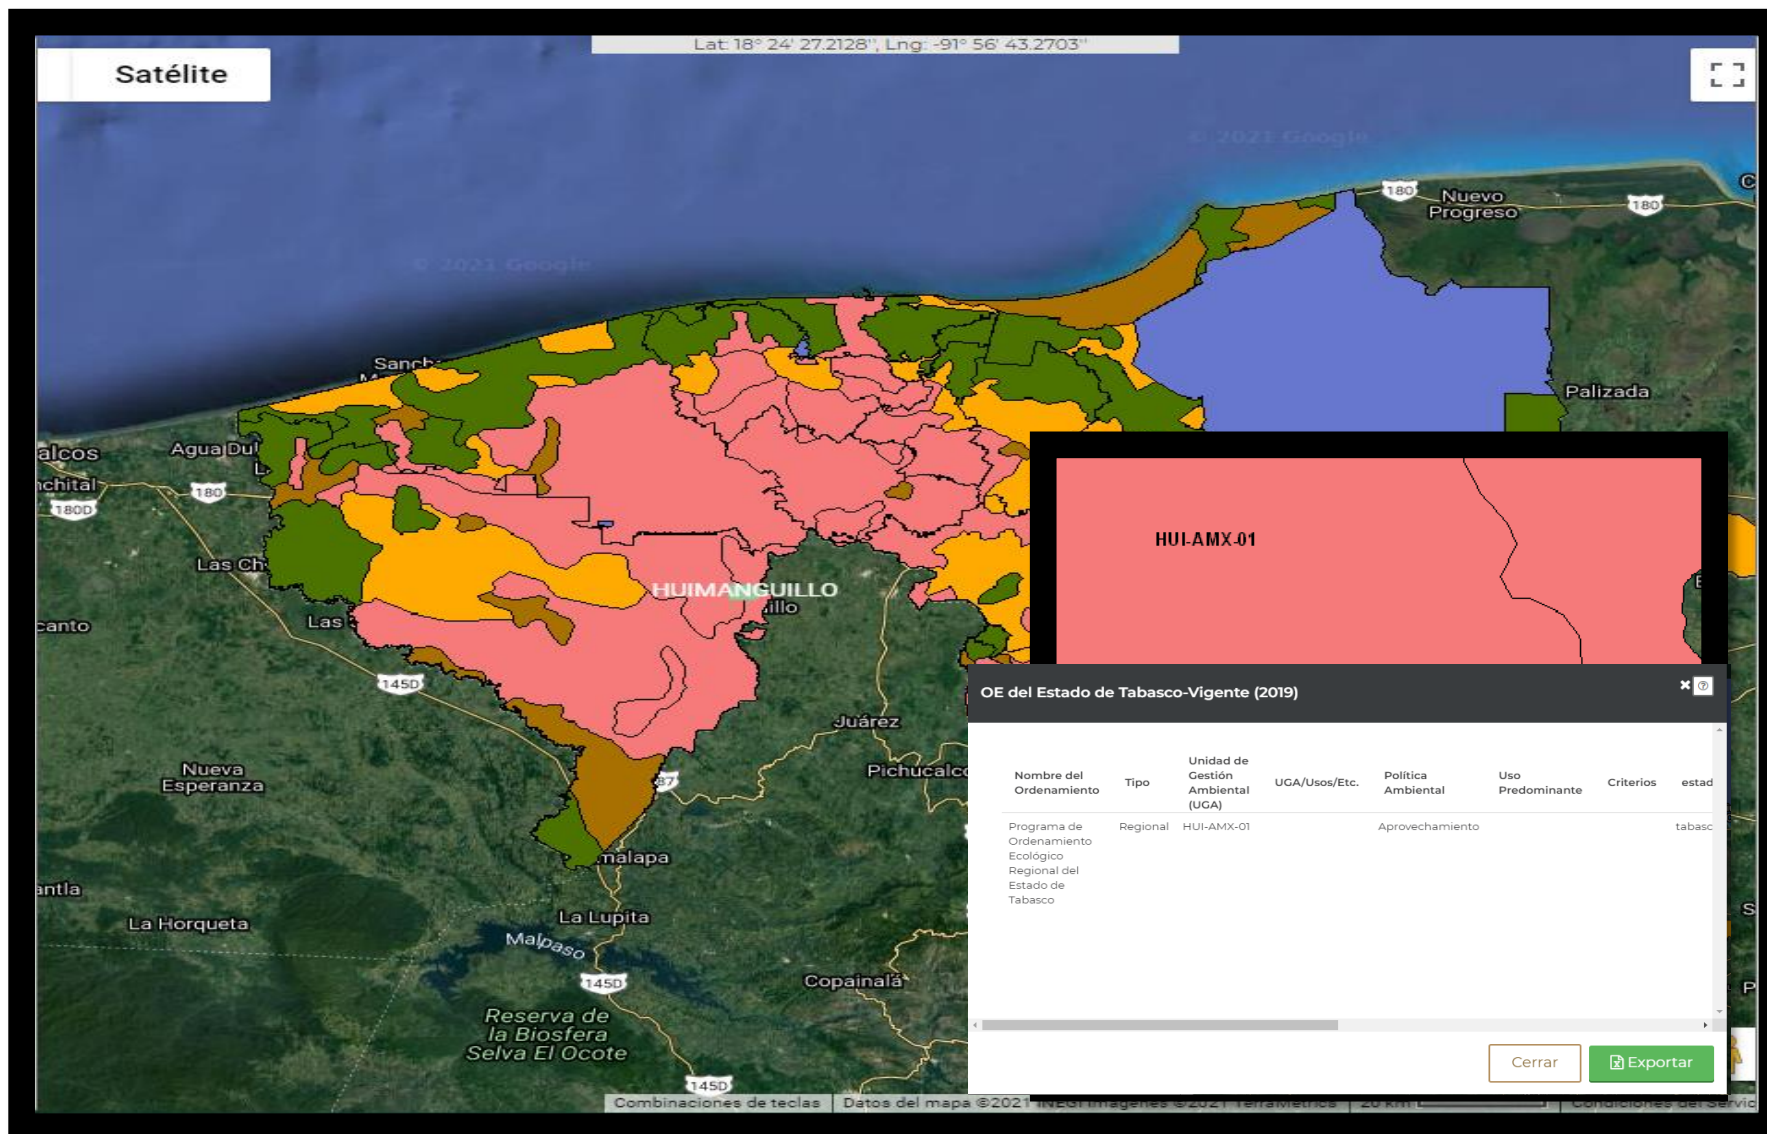 Lat: 18° 24' 27.2128'', Lng: -91° 56' 43.2703''
Satélite
© 2021 Google
180
Nuevo
Progreso
180
© 2021 Google
Palizada
Agua Dul
alcos
180
180D
Las Ch
HUI-AMX-01
HUIMANGUILLO
illo
canto
Las
145D
OE del Estado de Tabasco-Vigente (2019)
Juárez
Nueva
Esperanza
Pichucalco
87
Nombre del
Ordenamiento
Tipo
Unidad de
Gestión
Ambiental
(UGA)
UGA/Usos/Etc.
Política
Ambiental
Uso
Predominante
Criterios
estad
Programa de
Ordenamiento
Ecológico
Regional del
Estado de
Tabasco
Regional
HUI-AMX-01
Aprovechamiento
tabasc
malapa
antla
La Horqueta
La Lupita
Malpaso
145D
Copainalá
Reserva de
la Biosfera
Selva El Ocote
Cerrar
Exportar
145D
Combinaciones de teclas
Datos del mapa ©2021